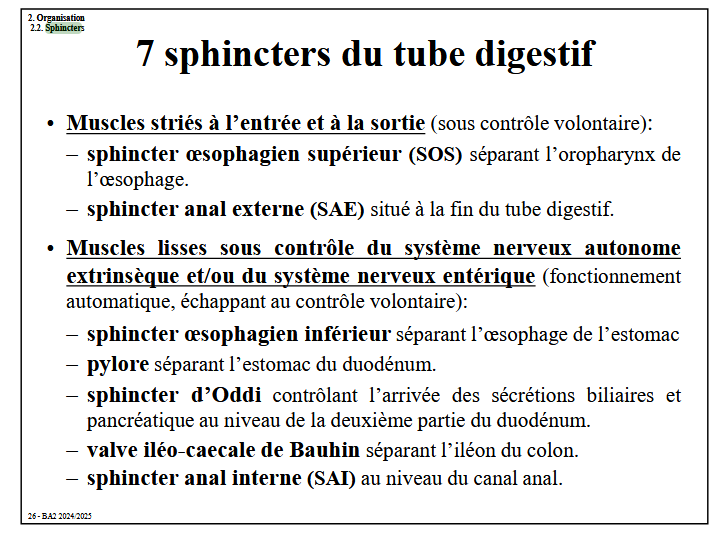 2. Organisation
2.2. Sphincters
7 sphincters du tube digestif
• Muscles striés à l’entrée et à la sortie (sous contrôle volontaire):
– sphincter œsophagien supérieur (SOS) séparant l’oropharynx de
l’œsophage.
– sphincter anal externe (SAE) situé à la fin du tube digestif.
• Muscles lisses sous contrôle du système nerveux autonome
extrinsèque et/ou du système nerveux entérique (fonctionnement
automatique, échappant au contrôle volontaire):
– sphincter œsophagien inférieur séparant l’œsophage de l’estomac
– pylore séparant l’estomac du duodénum.
– sphincter d’Oddi contrôlant l’arrivée des sécrétions biliaires et
pancréatique au niveau de la deuxième partie du duodénum.
– valve iléo-caecale de Bauhin séparant l’iléon du colon.
– sphincter anal interne (SAI) au niveau du canal anal.
26 - BA2 2024/2025